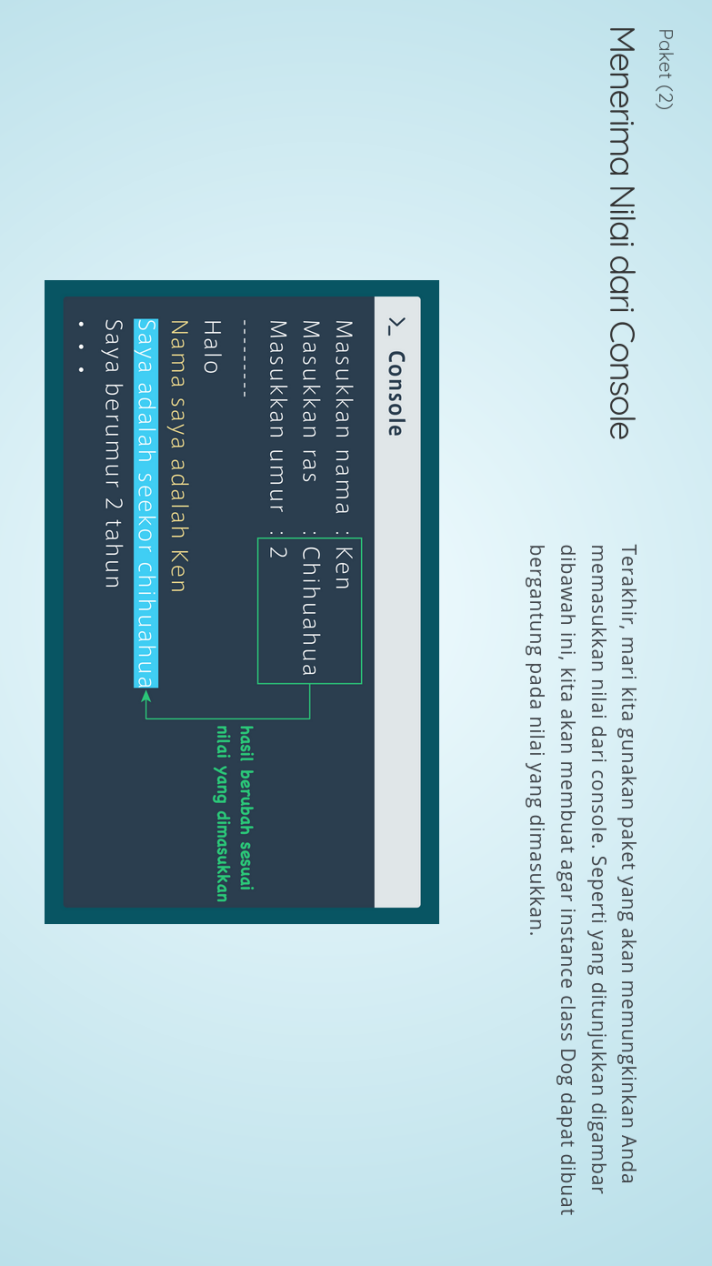 Paket (2)
Menerima Nilai dari Console
Terakhir, mari kita gunakan paket yang akan memungkinkan Anda
memasukkan nilai dari console. Seperti yang ditunjukkan digambar
dibawah ini, kita akan membuat agar instance class Dog dapat dibuat
bergantung pada nilai yang dimasukkan.
>_ Console
Masukkan nama : Ken
Masukkan ras : Chihuahua
Masukkan umur : 2
--------
Halo
Nama saya adalah Ken
Saya adalah seekor chihuahua
Saya berumur 2 tahun
• • •
hasil berubah sesuai
nilai yang dimasukkan